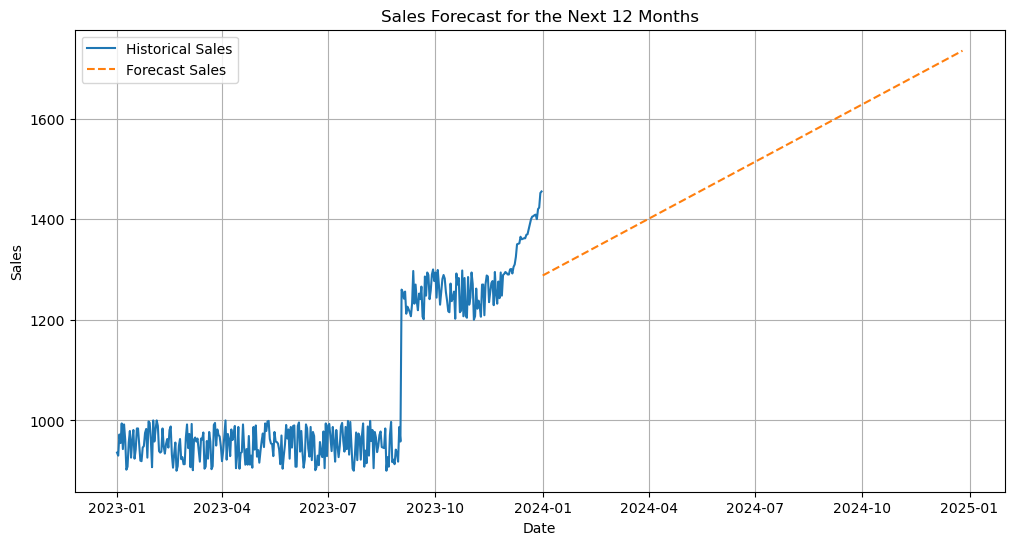 Sales Forecast for the Next 12 Months
Historical Sales
Forecast Sales
Sales
1600
1400
1200
1000
2023-01 2023-04 2023-07 2023-10 2024-01 2024-04 2024-07 2024-10 2025-01
Date